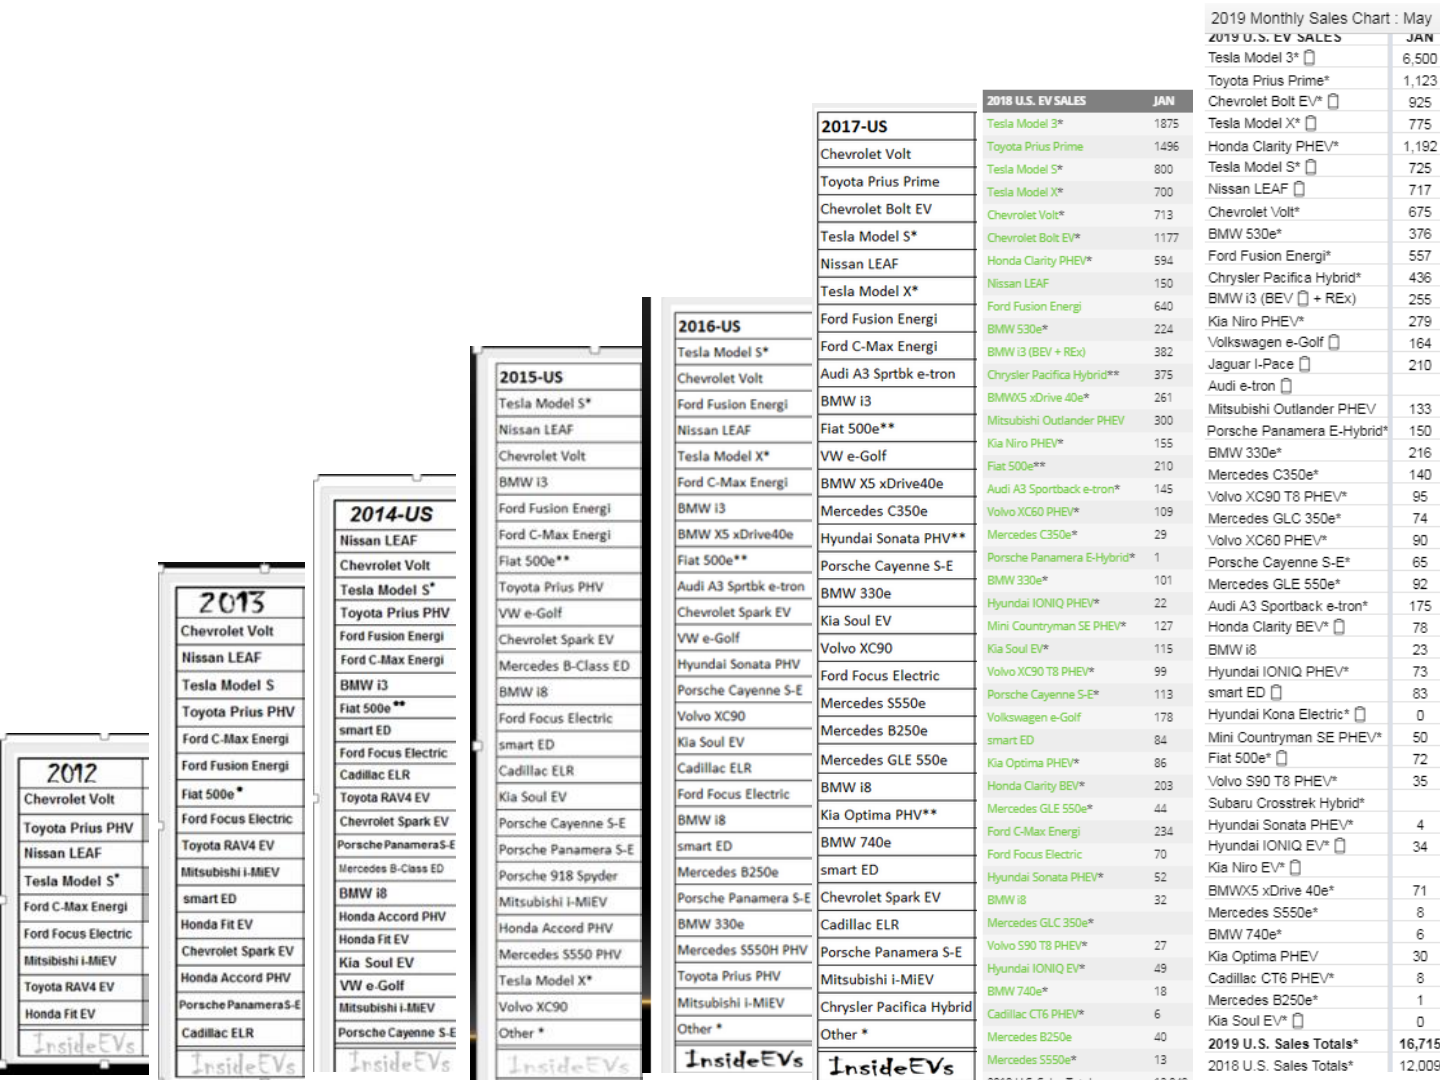 2012
Chevrolet Volt
Toyota Prius PHV
Nissan LEAF
Tesla Model S*
Ford C-Max Energi
Ford Focus Electric
Mitsibishi i-MiEV
Toyota RAV4 EV
Honda Fit EV
InsideEVs
2013
Chevrolet Volt
Nissan LEAF
Tesla Model S
Toyota Prius PHV
Ford C-Max Energi
Ford Fusion Energi
Fiat 500e*
Ford Focus Electric
Toyota RAV4 EV
Mitsubishi i-MiEV
smart ED
Honda Fit EV
Chevrolet Spark EV
Honda Accord PHV
Porsche Panamera S-E
Cadillac ELR
InsideEVs
2014-US
Nissan LEAF
Chevrolet Volt
Tesla Model S*
Toyota Prius PHV
Ford Fusion Energi
Ford C-Max Energi
BMW i3
Fiat 500e **
smart ED
Ford Focus Electric
Cadillac ELR
Toyota RAV4 EV
Chevrolet Spark EV
Porsche Panamera S-E
Mercedes B-Class ED
BMW i8
Honda Accord PHV
Honda Fit EV
Kia Soul EV
VW e-Golf
Mitsubishi i-MiEV
Porsche Cayenne S-E
InsideEVs
2015-US
Tesla Model S*
Nissan LEAF
Chevrolet Volt
BMW i3
Ford Fusion Energi
Ford C-Max Energi
Fiat 500e**
Toyota Prius PHV
VW e-Golf
Chevrolet Spark EV
Mercedes B-Class ED
BMW i8
Ford Focus Electric
smart ED
Cadillac ELR
Kia Soul EV
Porsche Cayenne S-E
Porsche Panamera S-E
Porsche 918 Spyder
Mitsubishi i-MiEV
Honda Accord PHV
Mercedes S550 PHV
Tesla Model X*
Volvo XC90
Other *
InsideEVs
2016-US
Tesla Model S*
Chevrolet Volt
Ford Fusion Energi
Nissan LEAF
Tesla Model X*
Ford C-Max Energi
BMW i3
BMW X5 xDrive40e
Fiat 500e**
Audi A3 Sprtbk e-tron
Chevrolet Spark EV
VW e-Golf
Hyundai Sonata PHV
Porsche Cayenne S-E
Volvo XC90
Kia Soul EV
Cadillac ELR
Ford Focus Electric
BMW i8
smart ED
Mercedes B250e
Porsche Panamera S-E
BMW 330e
Mercedes S550H PHV
Toyota Prius PHV
Mitsubishi i-MiEV
Other *
InsideEVs
2017-US
Chevrolet Volt
Toyota Prius Prime
Chevrolet Bolt EV
Tesla Model S*
Nissan LEAF
Tesla Model X*
Ford Fusion Energi
Ford C-Max Energi
Audi A3 Sprtbk e-tron
BMW i3
Fiat 500e**
VW e-Golf
BMW X5 xDrive40e
Mercedes C350e
Hyundai Sonata PHV**
Porsche Cayenne S-E
BMW 330e
Kia Soul EV
Volvo XC90
Ford Focus Electric
Mercedes S550e
Mercedes B250e
Mercedes GLE 550e
BMW i8
Kia Optima PHV**
BMW 740e
smart ED
Chevrolet Spark EV
Cadillac ELR
Porsche Panamera S-E
Mitsubishi i-MiEV
Chrysler Pacifica Hybrid
Other *
InsideEVs
2018 U.S. EV SALES JAN
Tesla Model 3* 1875
Toyota Prius Prime 1496
Tesla Model S* 800
Tesla Model X* 700
Chevrolet Volt* 713
Chevrolet Bolt EV* 1177
Honda Clarity PHEV* 594
Nissan LEAF 150
Ford Fusion Energi 640
BMW 530e* 224
BMW i3 (BEV + REx) 382
Chrysler Pacifica Hybrid** 375
BMWX5 xDrive 40e* 261
Mitsubishi Outlander PHEV 300
Kia Niro PHEV* 155
Fiat 500e** 210
Audi A3 Sportback e-tron* 145
Volvo XC60 PHEV* 109
Mercedes C350e* 29
Porsche Panamera E-Hybrid* 1
BMW 330e* 101
Hyundai IONIQ PHEV* 22
Mini Countryman SE PHEV* 127
Kia Soul EV* 115
Volvo XC90 T8 PHEV* 99
Porsche Cayenne S-E* 113
Volkswagen e-Golf 178
smart ED 84
Kia Optima PHEV* 86
Honda Clarity BEV* 203
Mercedes GLE 550e* 44
Ford C-Max Energi 234
Ford Focus Electric 70
Hyundai Sonata PHEV* 52
BMW i8 32
Mercedes GLC 350e*
Volvo S90 T8 PHEV* 27
Hyundai IONIQ EV* 49
BMW 740e* 18
Cadillac CT6 PHEV* 6
Mercedes B250e 40
Mercedes S550e* 13
2019 Monthly Sales Chart : May
2019 U.S. EV SALES JAN
Tesla Model 3* 6,500
Toyota Prius Prime* 1,123
Chevrolet Bolt EV* 925
Tesla Model X* 775
Honda Clarity PHEV* 1,192
Tesla Model S* 725
Nissan LEAF 717
Chevrolet Volt* 675
BMW 530e* 376
Ford Fusion Energi* 557
Chrysler Pacifica Hybrid* 436
BMW i3 (BEV + REx) 255
Kia Niro PHEV* 279
Volkswagen e-Golf 164
Jaguar I-Pace 210
Audi e-tron
Mitsubishi Outlander PHEV 133
Porsche Panamera E-Hybrid* 150
BMW 330e* 216
Mercedes C350e* 140
Volvo XC90 T8 PHEV* 95
Mercedes GLC 350e* 74
Volvo XC60 PHEV* 90
Porsche Cayenne S-E* 65
Mercedes GLE 550e* 92
Audi A3 Sportback e-tron* 175
Honda Clarity BEV* 78
BMW i8 23
Hyundai IONIQ PHEV* 73
smart ED 83
Hyundai Kona Electric* 0
Mini Countryman SE PHEV* 50
Fiat 500e* 72
Volvo S90 T8 PHEV* 35
Subaru Crosstrek Hybrid*
Hyundai Sonata PHEV* 4
Hyundai IONIQ EV* 34
Kia Niro EV*
BMWX5 xDrive 40e* 71
Mercedes S550e* 8
BMW 740e* 6
Kia Optima PHEV 30
Cadillac CT6 PHEV* 8
Mercedes B250e* 1
Kia Soul EV* 0
2019 U.S. Sales Totals* 16,715
2018 U.S. Sales Totals* 12,009